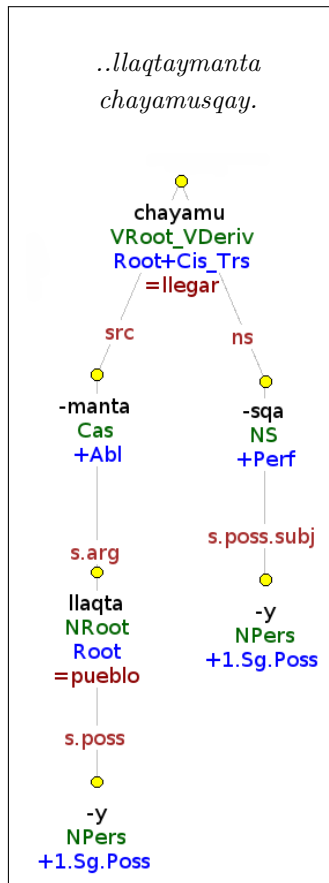 ..llaqtaymanta
chayamusqay.
chayamu
VRoot_VDeriv
Root+Cis_Trs
=llegar
src
ns
-manta
Cas
+Abl
-sqa
NS
+Perf
s.arg
s.poss.subj
llaqta
NRoot
Root
=pueblo
-y
NPers
+1.Sg.Poss
s.poss
-y
NPers
+1.Sg.Poss